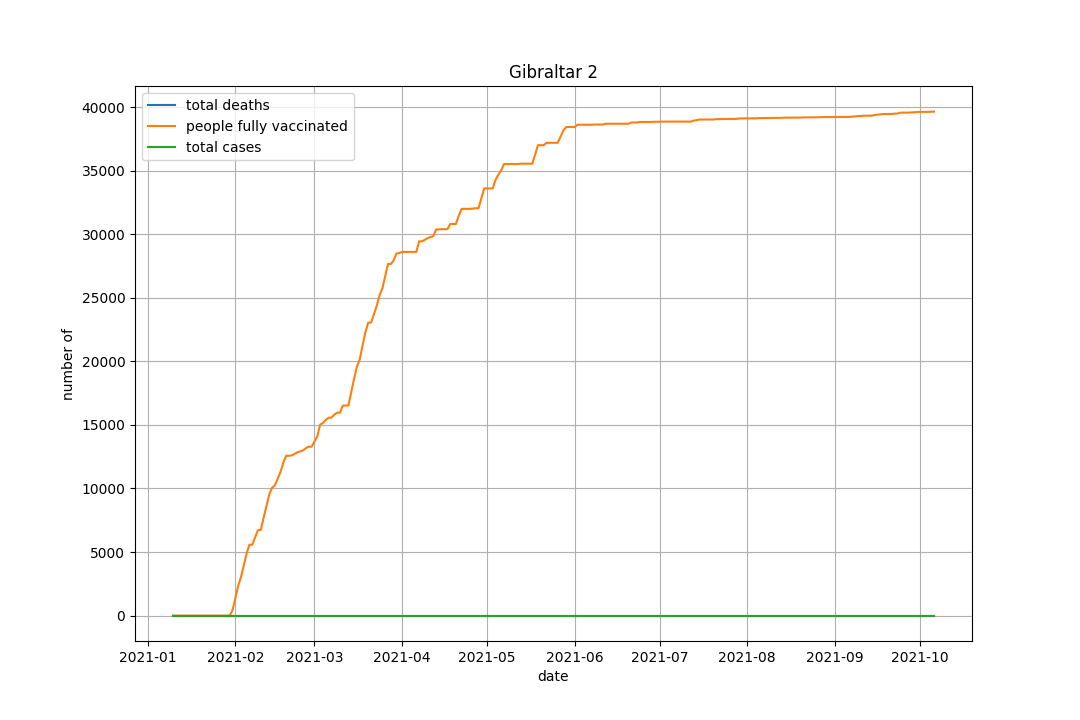 Gibraltar 2
total deaths
people fully vaccinated
total cases
40000
35000
30000
25000
20000
15000
10000
5000
0
number of
2021-01 2021-02 2021-03 2021-04 2021-05 2021-06 2021-07 2021-08 2021-09 2021-10
date